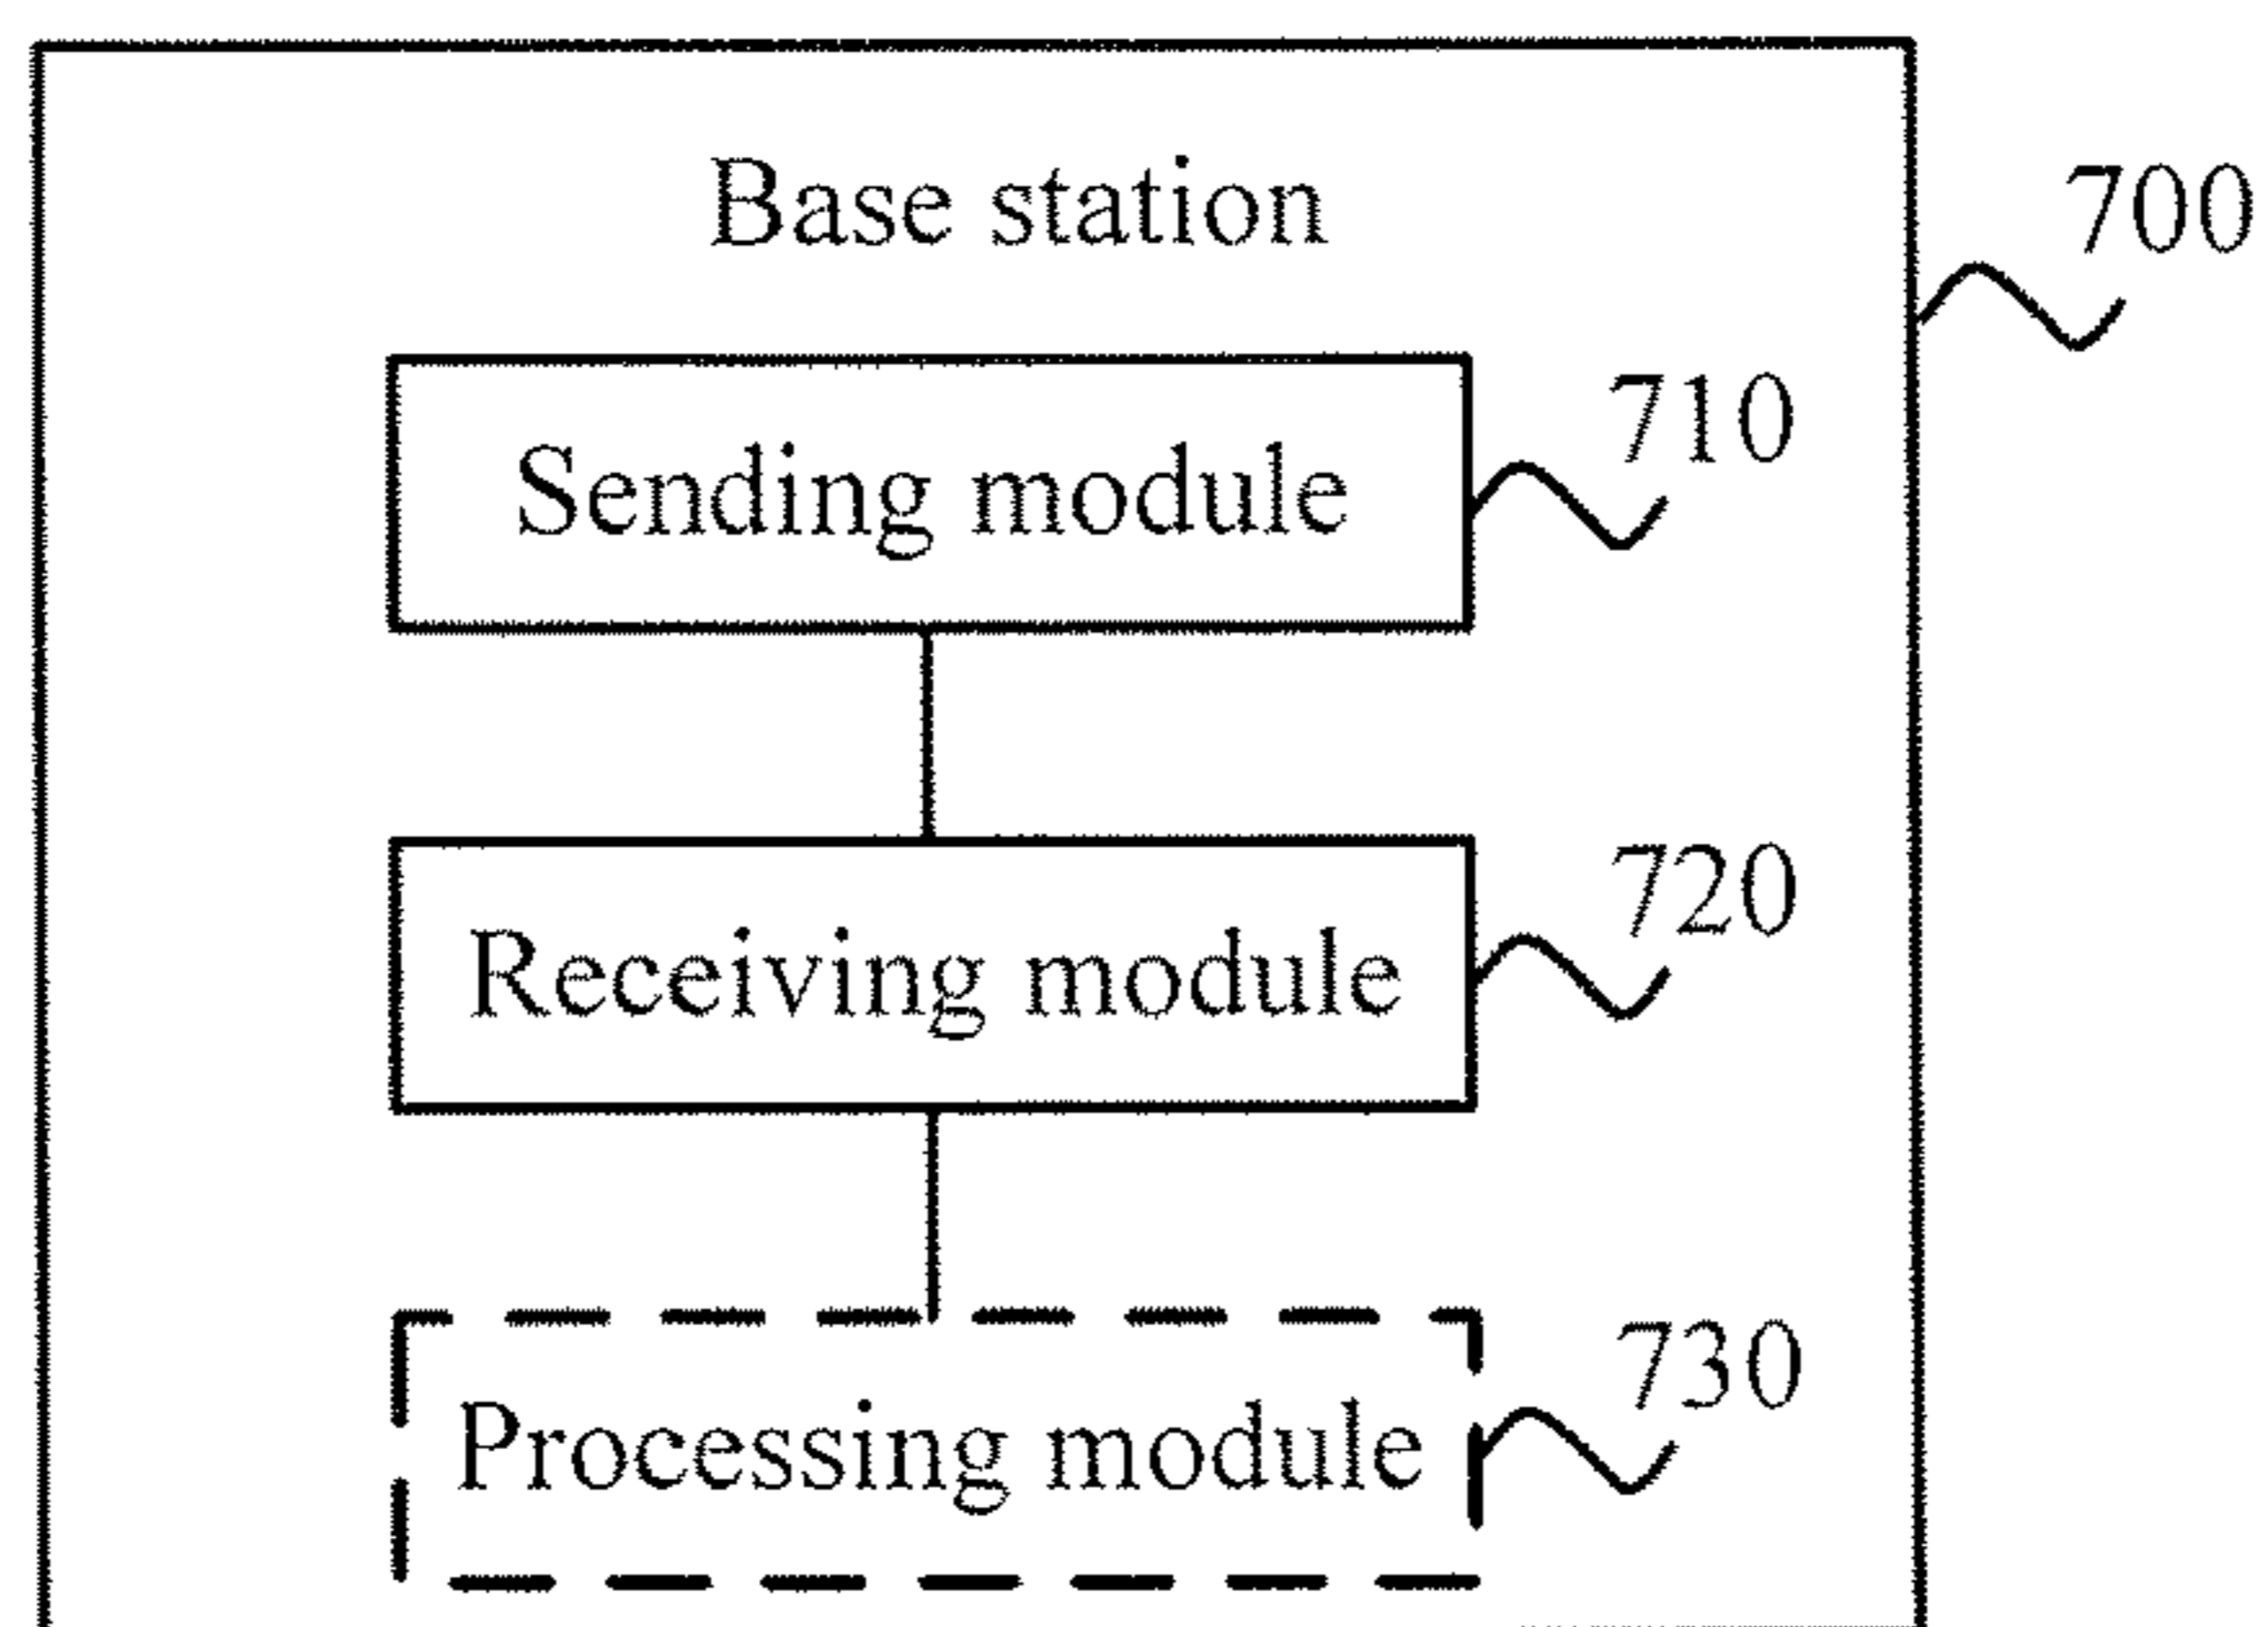 Base station
700
Sending module
710
Receiving module
720
Processing module
730